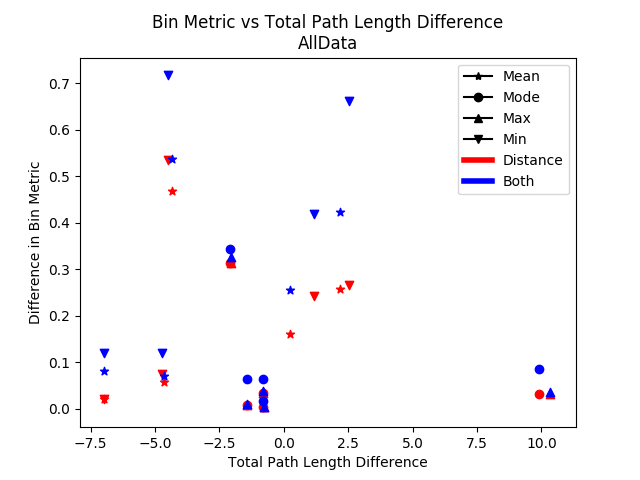 Bin Metric vs Total Path Length Difference
AllData
Difference in Bin Metric
0.7
0.6
0.5
0.4
0.3
0.2
0.1
0.0
Mean
Mode
Max
Min
Distance
Both
−7.5 −5.0 −2.5 0.0 2.5 5.0 7.5 10.0
Total Path Length Difference